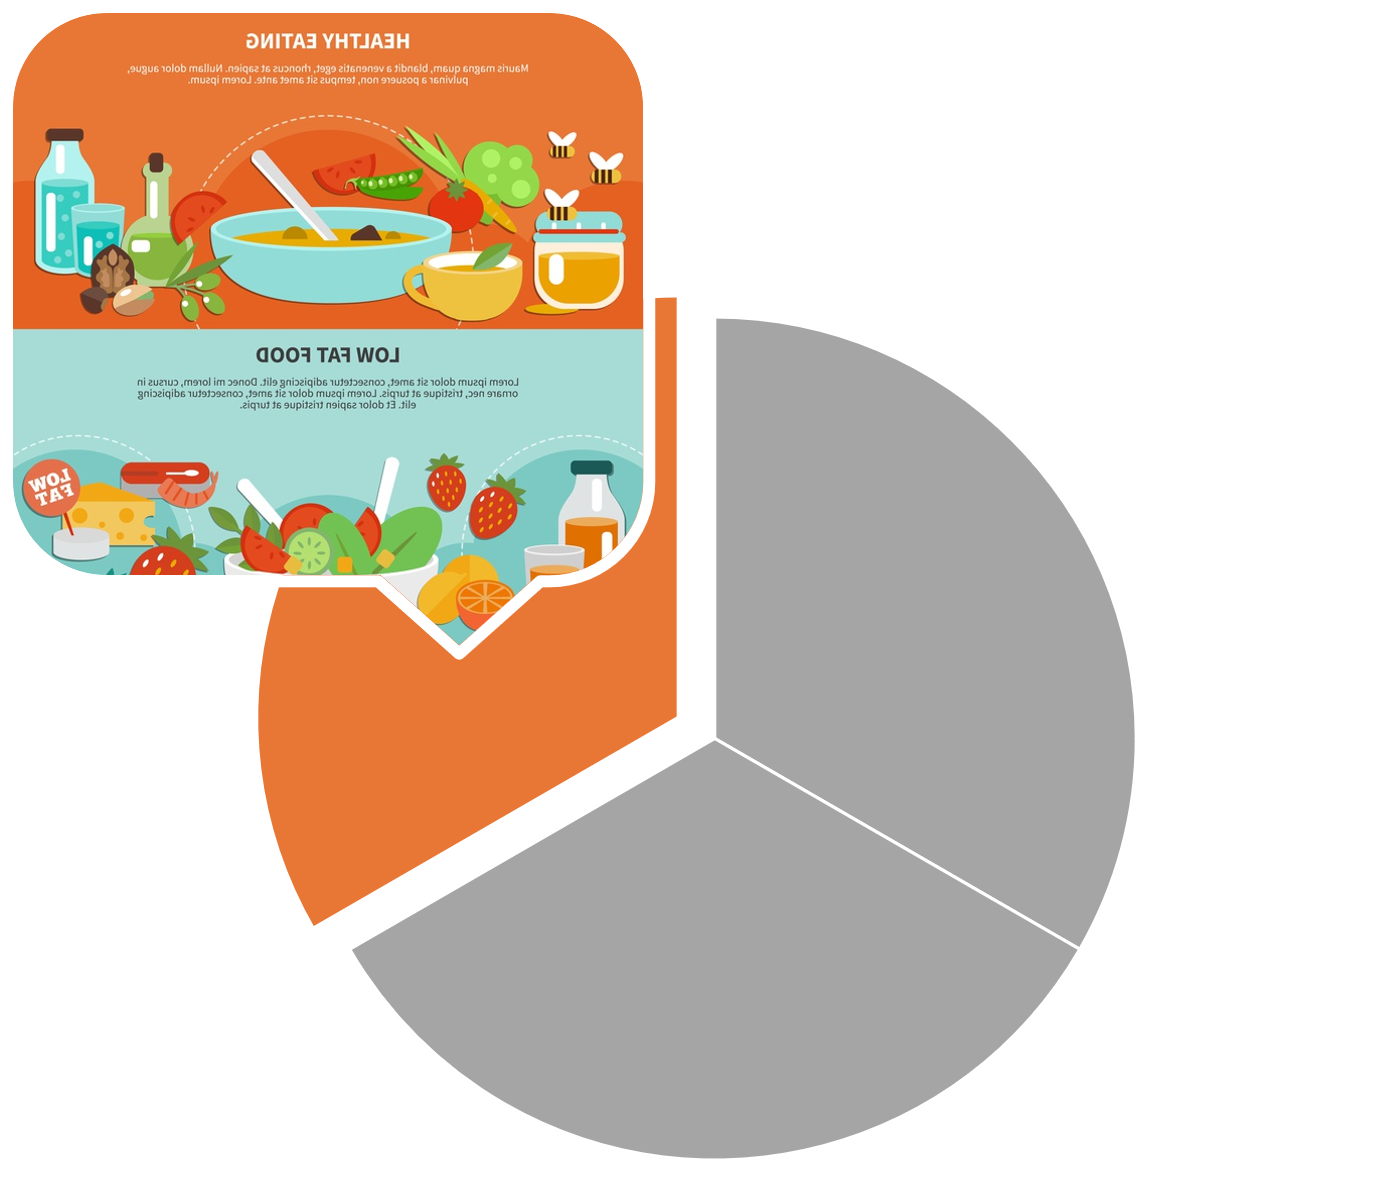 HEALTHY EATING
Mauris magna quam, blandit a venenatis eget, rhoncus at sapien. Nullam dolor augue,
pulvinar a posuere non, tempus sit amet ante. Lorem ipsum.
LOW FAT FOOD
Lorem ipsum dolor sit amet, consectetur adipiscing elit. Donec mi lorem, cursus in
ornare nec, tristique at turpis. Lorem ipsum dolor sit amet, consectetur adipiscing
elit. Et dolor sapien tristique at turpis.
LOW
FAT